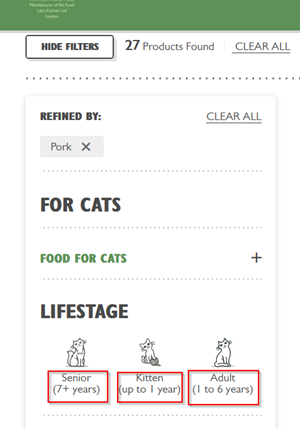 Manufacturer of Pet Food
Lily's Kitchen Ltd
London
HIDE FILTERS
27 Products Found
CLEAR ALL
REFINED BY:
CLEAR ALL
Pork ✕
FOR CATS
FOOD FOR CATS +
LIFESTAGE
Senior
(7+ years)
Kitten
(up to 1 year)
Adult
(1 to 6 years)